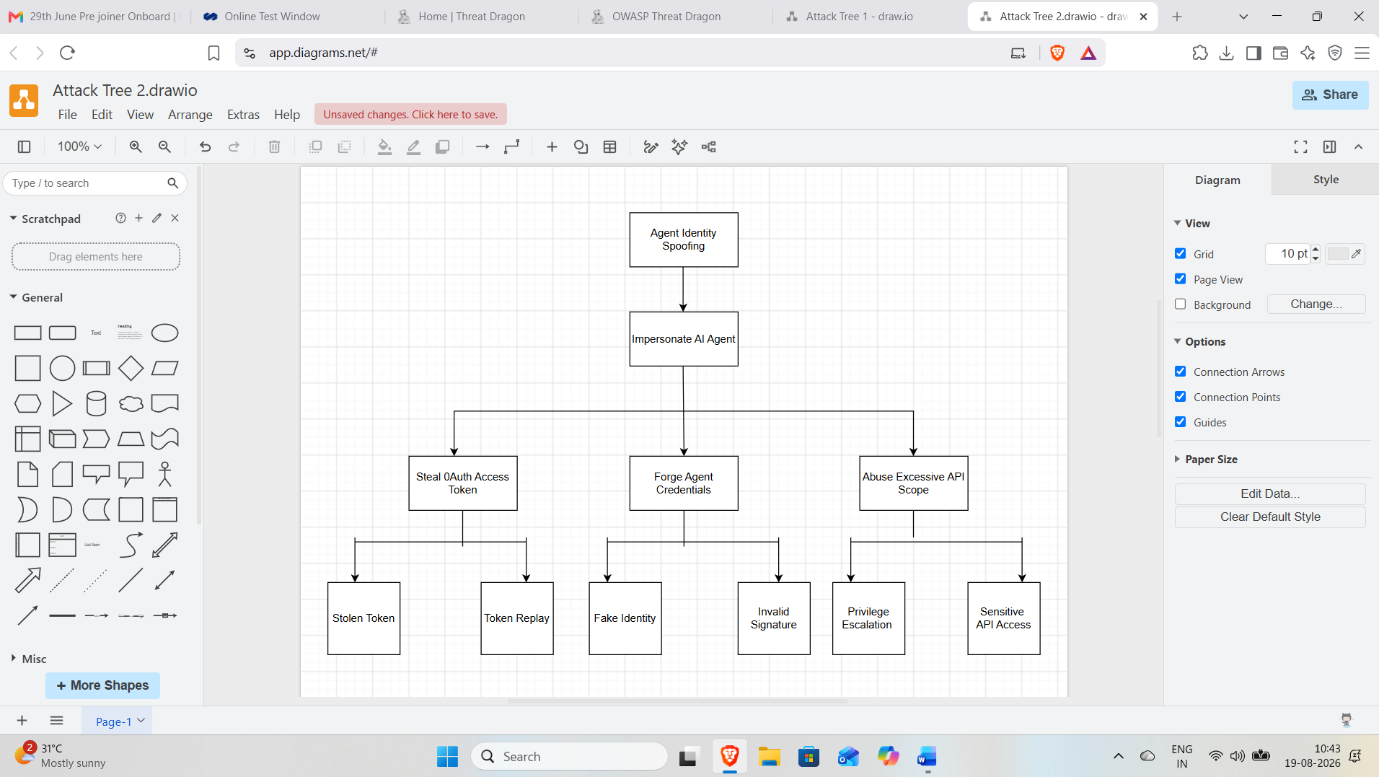 29th June Pre joiner Onboard
Online Test Window
Home | Threat Dragon
OWASP Threat Dragon
Attack Tree 1 - draw.io
Attack Tree 2.drawio - draw
app.diagrams.net/#
Attack Tree 2.drawio
File
Edit
View
Arrange
Extras
Help
Unsaved changes. Click here to save.
Share
100%
Type / to search
Scratchpad
Drag elements here
General
Text
Heading
List Item
Misc
+ More Shapes
Agent Identity
Spoofing
Impersonate AI Agent
Steal 0Auth Access
Token
Forge Agent
Credentials
Abuse Excessive API
Scope
Stolen Token
Token Replay
Fake Identity
Invalid
Signature
Privilege
Escalation
Sensitive
API Access
Diagram
Style
View
Grid
10 pt
Page View
Background
Change...
Options
Connection Arrows
Connection Points
Guides
Paper Size
Edit Data...
Clear Default Style
Page-1
2
31°C
Mostly sunny
Search
ENG
IN
10:43
19-08-2026